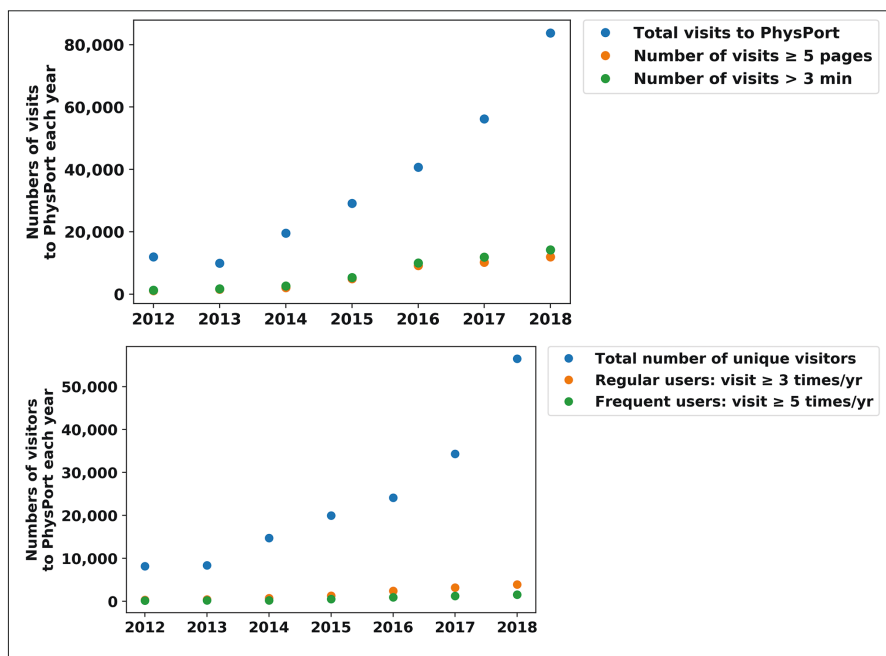 Numbers of visits
to PhysPort each year
80,000
60,000
40,000
20,000
0
2012 2013 2014 2015 2016 2017 2018
Total visits to PhysPort
Number of visits ≥ 5 pages
Number of visits > 3 min
Numbers of visitors
to PhysPort each year
50,000
40,000
30,000
20,000
10,000
0
2012 2013 2014 2015 2016 2017 2018
Total number of unique visitors
Regular users: visit ≥ 3 times/yr
Frequent users: visit ≥ 5 times/yr